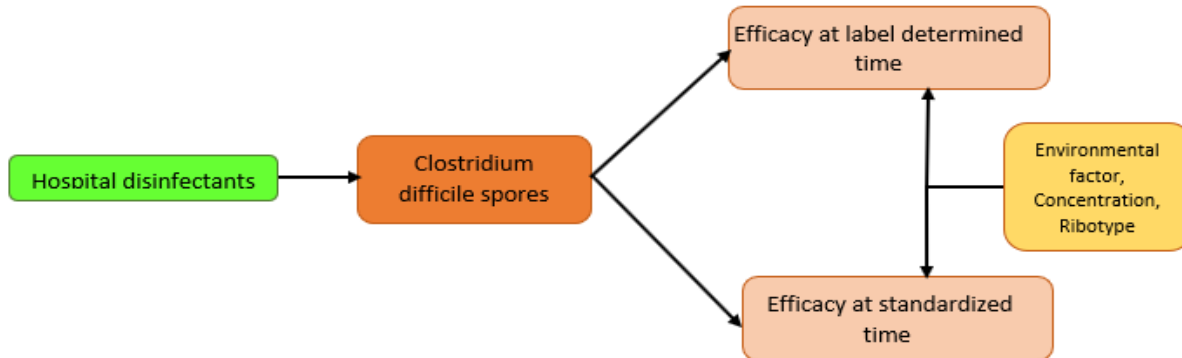 Hospital disinfectants
Clostridium
difficile spores
Efficacy at label determined
time
Efficacy at standardized
time
Environmental
factor,
Concentration,
Ribotype